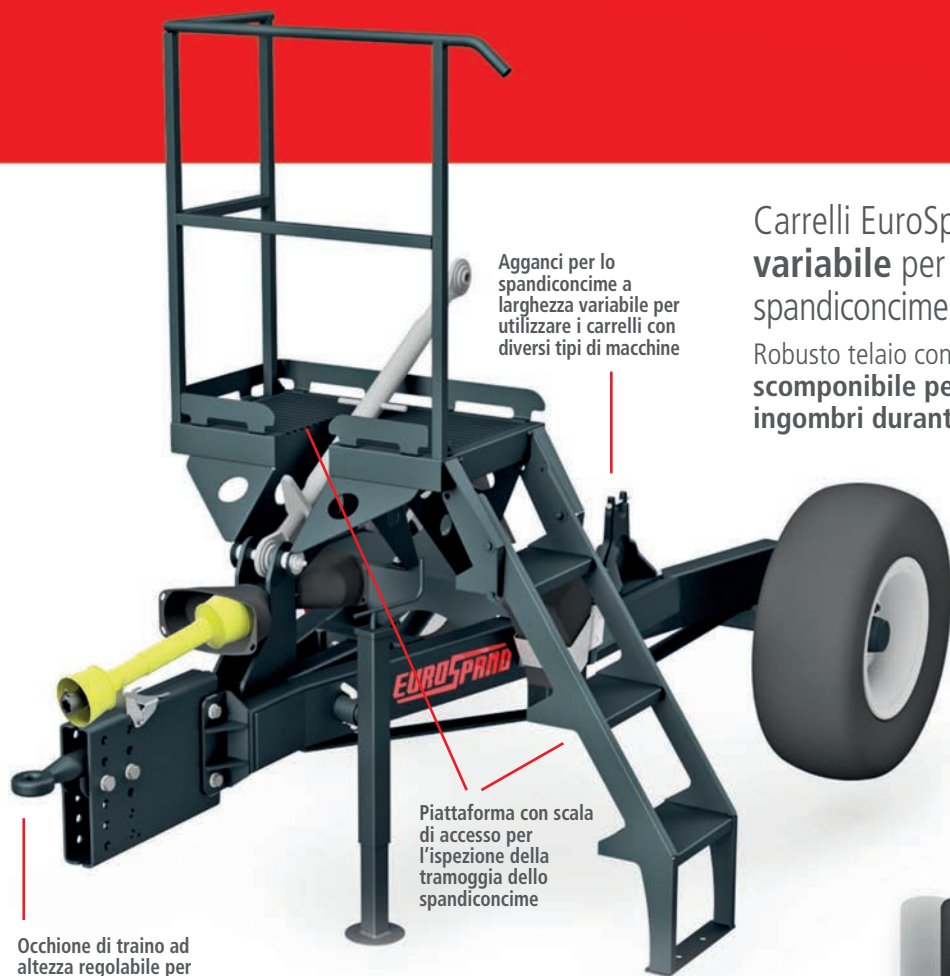 Carrelli EuroSp
variabile per
spandiconcime
Robusto telaio con
scomponibile pe
ingombri durant
Agganci per lo
spandiconcime a
larghezza variabile per
utilizzare i carrelli con
diversi tipi di macchine
EUROSPAND
Piattaforma con scala
di accesso per
l'ispezione della
tramoggia dello
spandiconcime
Occhione di traino ad
altezza regolabile per